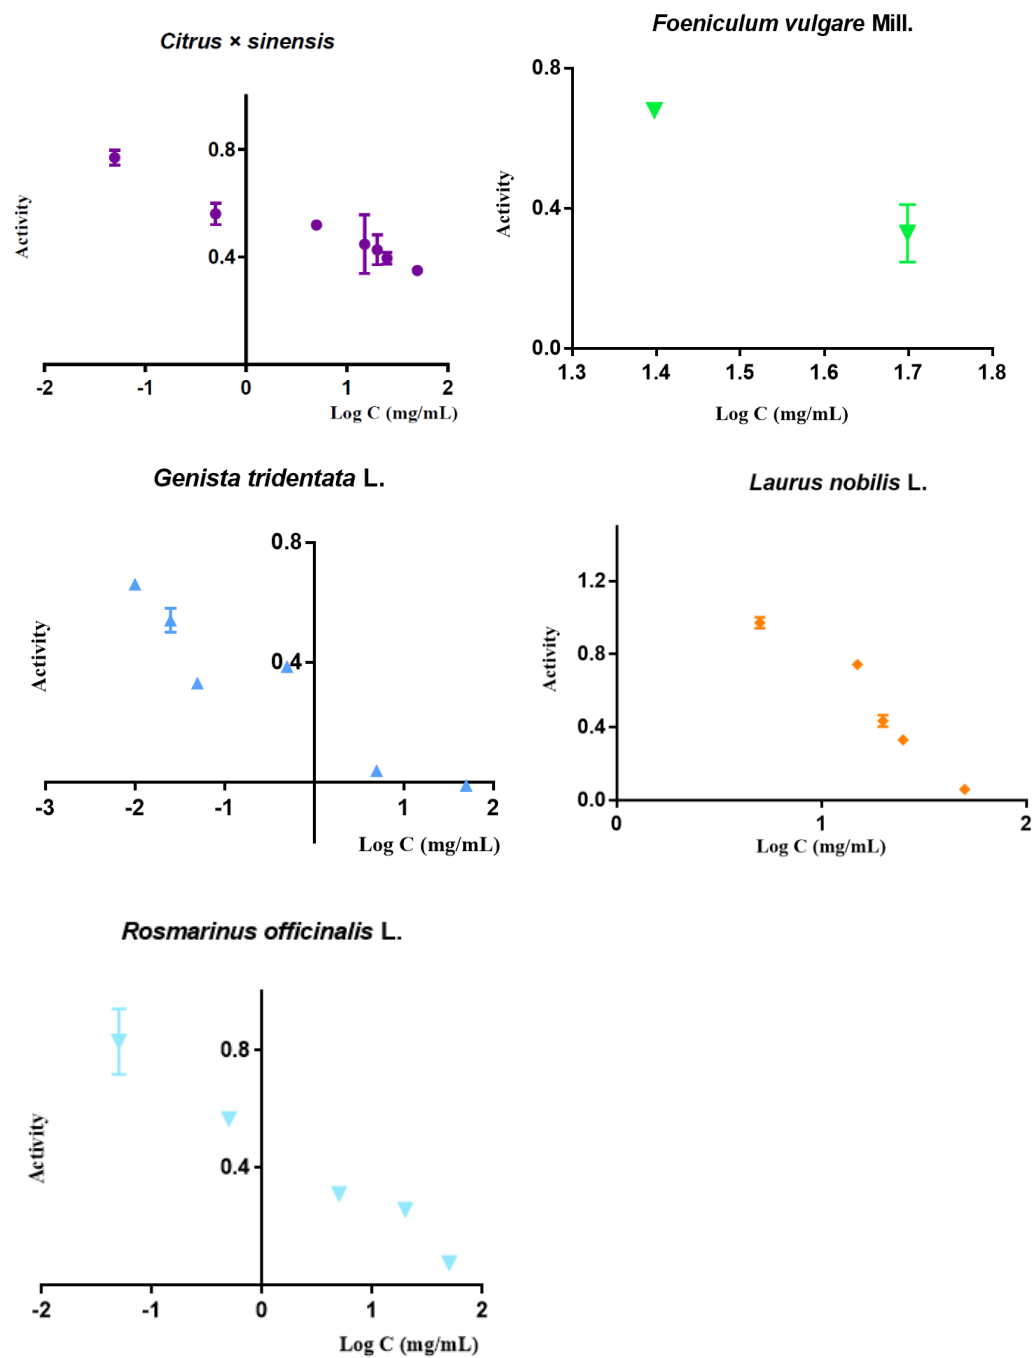 Citrus × sinensis
Activity
0.8
0.4
-2 -1 0 1 2
Log C (mg/mL)
Foeniculum vulgare Mill.
Activity
0.8
0.4
0.0
1.3 1.4 1.5 1.6 1.7 1.8
Log C (mg/mL)
Genista tridentata L.
Activity
0.8
0.4
-3 -2 -1 1 2
Log C (mg/mL)
Laurus nobilis L.
Activity
1.2
0.8
0.4
0.0
0 1 2
Log C (mg/mL)
Rosmarinus officinalis L.
Activity
0.8
0.4
-2 -1 0 1 2
Log C (mg/mL)